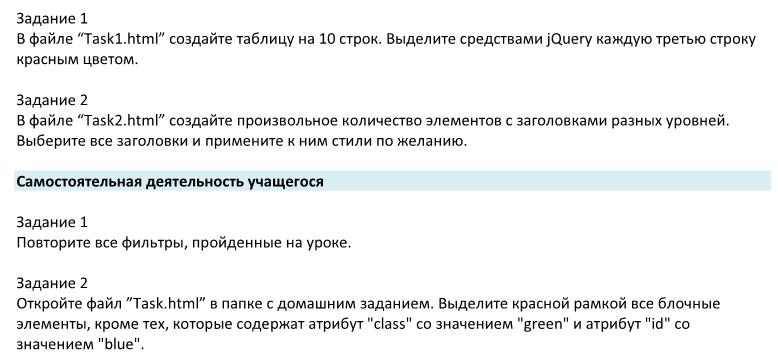 Задание 1
В файле “Task1.html” создайте таблицу на 10 строк. Выделите средствами jQuery каждую третью строку
красным цветом.
Задание 2
В файле “Task2.html” создайте произвольное количество элементов с заголовками разных уровней.
Выберите все заголовки и примените к ним стили по желанию.
Самостоятельная деятельность учащегося
Задание 1
Повторите все фильтры, пройденные на уроке.
Задание 2
Откройте файл ”Task.html” в папке с домашним заданием. Выделите красной рамкой все блочные
элементы, кроме тех, которые содержат атрибут "class" со значением "green" и атрибут "id" со
значением "blue".